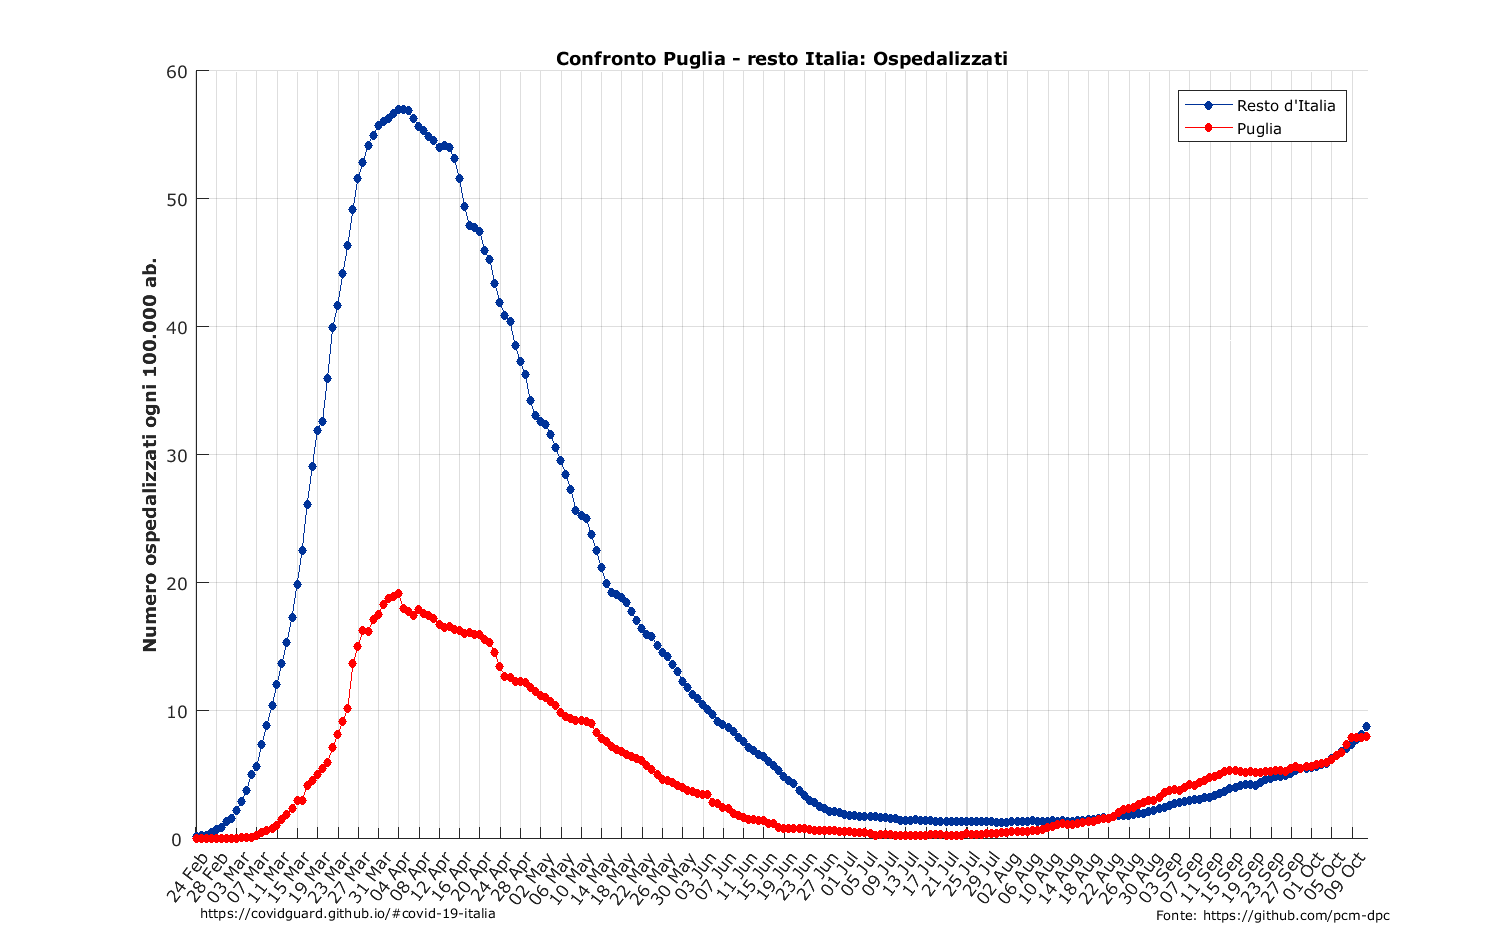 Confronto Puglia - resto Italia: Ospedalizzati
Resto d'Italia
Puglia
Numero ospedalizzati ogni 100.000 ab.
60
50
40
30
20
10
0
24 Feb
28 Feb
03 Mar
07 Mar
11 Mar
15 Mar
19 Mar
23 Mar
27 Mar
31 Mar
04 Apr
08 Apr
12 Apr
16 Apr
20 Apr
24 Apr
28 Apr
02 May
06 May
10 May
14 May
18 May
22 May
26 May
30 May
03 Jun
07 Jun
11 Jun
15 Jun
19 Jun
23 Jun
27 Jun
01 Jul
05 Jul
09 Jul
13 Jul
17 Jul
21 Jul
25 Jul
29 Jul
02 Aug
06 Aug
10 Aug
14 Aug
18 Aug
22 Aug
26 Aug
30 Aug
03 Sep
07 Sep
11 Sep
15 Sep
19 Sep
23 Sep
27 Sep
01 Oct
05 Oct
09 Oct
https://covidguard.github.io/#covid-19-italia
Fonte: https://github.com/pcm-dpc